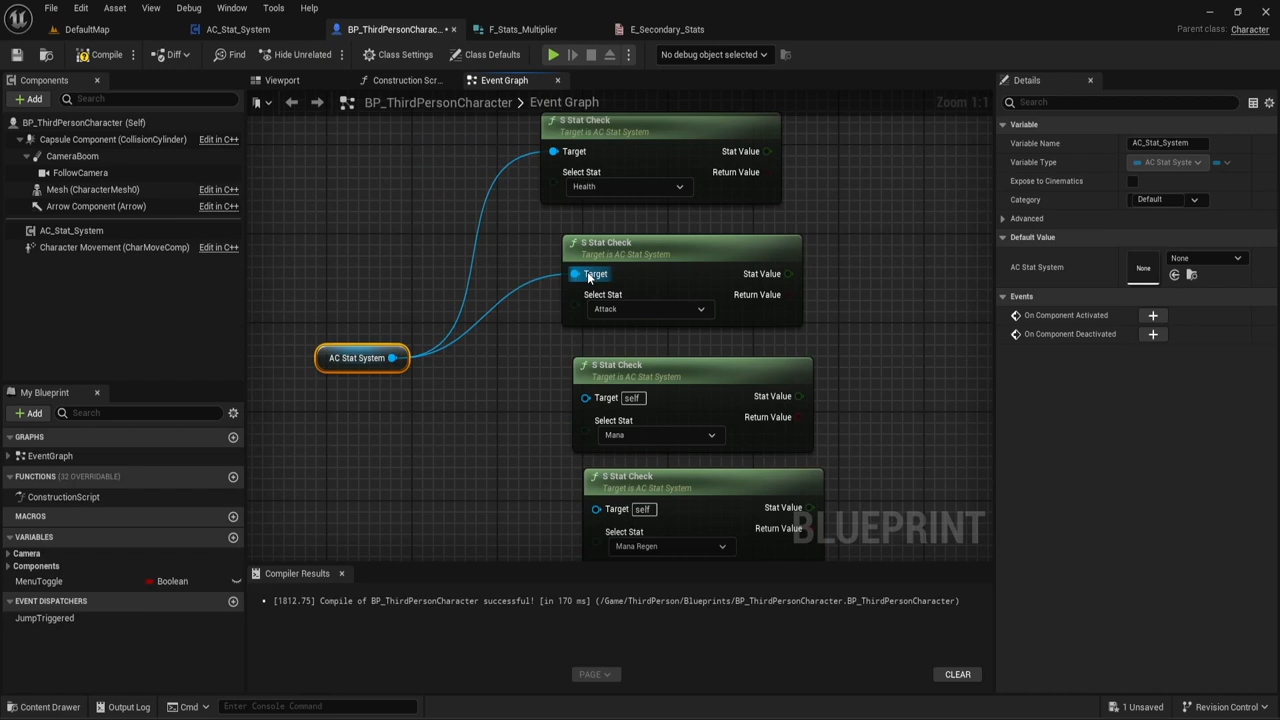 File Edit Asset View Debug Window Tools Help
DefaultMap
AC_Stat_System
BP_ThirdPersonCharac..•
F_Stats_Multiplier
E_Secondary_Stats
Parent class: Character
Compile
Diff
Find
Hide Unrelated
Class Settings
Class Defaults
No debug object selected
Components
Viewport
Construction Scr...
Event Graph
Details
Add
Search
BP_ThirdPersonCharacter > Event Graph
Zoom 1:1
Search
BP_ThirdPersonCharacter (Self)
Capsule Component (CollisionCylinder) Edit in C++
CameraBoom
FollowCamera
Mesh (CharacterMesh0) Edit in C++
Arrow Component (Arrow) Edit in C++
AC_Stat_System
Character Movement (CharMoveComp) Edit in C++
My Blueprint
Add
Search
GRAPHS
EventGraph
FUNCTIONS (32 OVERRIDABLE)
ConstructionScript
MACROS
VARIABLES
Camera
Components
MenuToggle Boolean
EVENT DISPATCHERS
JumpTriggered
AC Stat System
S Stat Check
Target is AC Stat System
Target Stat Value
Select Stat Return Value
Health
S Stat Check
Target is AC Stat System
Target Stat Value
Select Stat Return Value
Attack
S Stat Check
Target is AC Stat System
Target self Stat Value
Select Stat Return Value
Mana
S Stat Check
Target is AC Stat System
Target self Stat Value
Select Stat Return Value
Mana Regen
BLUEPRINT
Variable
Variable Name AC_Stat_System
Variable Type AC Stat Syste
Expose to Cinematics
Category Default
Advanced
Default Value
AC Stat System None None
Events
On Component Activated
On Component Deactivated
Compiler Results
[1812.75] Compile of BP_ThirdPersonCharacter successful! [in 170 ms] (/Game/ThirdPerson/Blueprints/BP_ThirdPersonCharacter.BP_ThirdPersonCharacter)
PAGE
CLEAR
Content Drawer
Output Log
Cmd
Enter Console Command
1 Unsaved
Revision Control